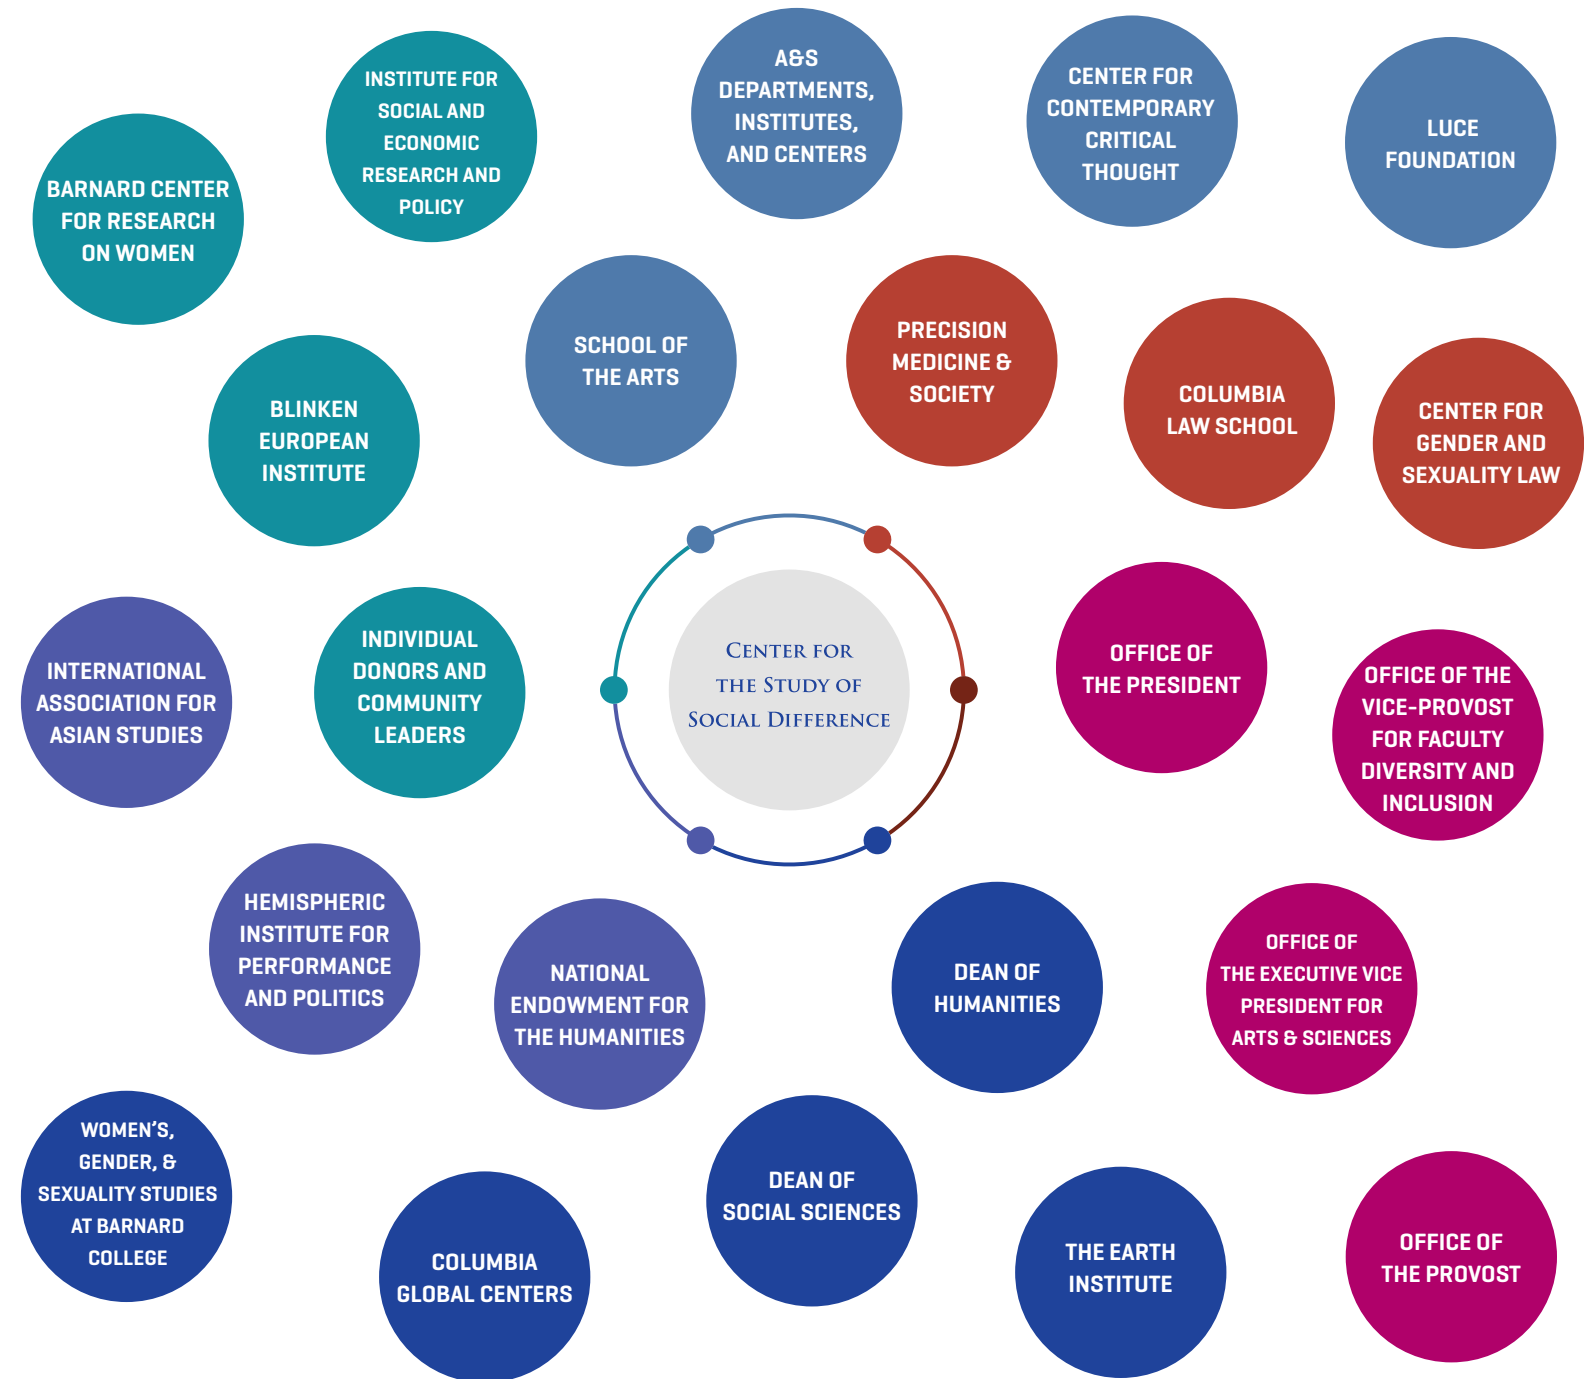 A&S
DEPARTMENTS,
INSTITUTES,
AND CENTERS
CENTER FOR
CONTEMPORARY
CRITICAL
THOUGHT
LUCE
FOUNDATION
INSTITUTE FOR
SOCIAL AND
ECONOMIC
RESEARCH AND
POLICY
BARNARD CENTER
FOR RESEARCH
ON WOMEN
SCHOOL OF
THE ARTS
PRECISION
MEDICINE &
SOCIETY
COLUMBIA
LAW SCHOOL
CENTER FOR
GENDER AND
SEXUALITY LAW
BLINKEN
EUROPEAN
INSTITUTE
INTERNATIONAL
ASSOCIATION FOR
ASIAN STUDIES
INDIVIDUAL
DONORS AND
COMMUNITY
LEADERS
CENTER FOR
THE STUDY OF
SOCIAL DIFFERENCE
OFFICE OF
THE PRESIDENT
OFFICE OF THE
VICE-PROVOST
FOR FACULTY
DIVERSITY AND
INCLUSION
HEMISPHERIC
INSTITUTE FOR
PERFORMANCE
AND POLITICS
NATIONAL
ENDOWMENT FOR
THE HUMANITIES
DEAN OF
HUMANITIES
OFFICE OF
THE EXECUTIVE VICE
PRESIDENT FOR
ARTS & SCIENCES
WOMEN'S,
GENDER, &
SEXUALITY STUDIES
AT BARNARD
COLLEGE
COLUMBIA
GLOBAL CENTERS
DEAN OF
SOCIAL SCIENCES
THE EARTH
INSTITUTE
OFFICE OF
THE PROVOST